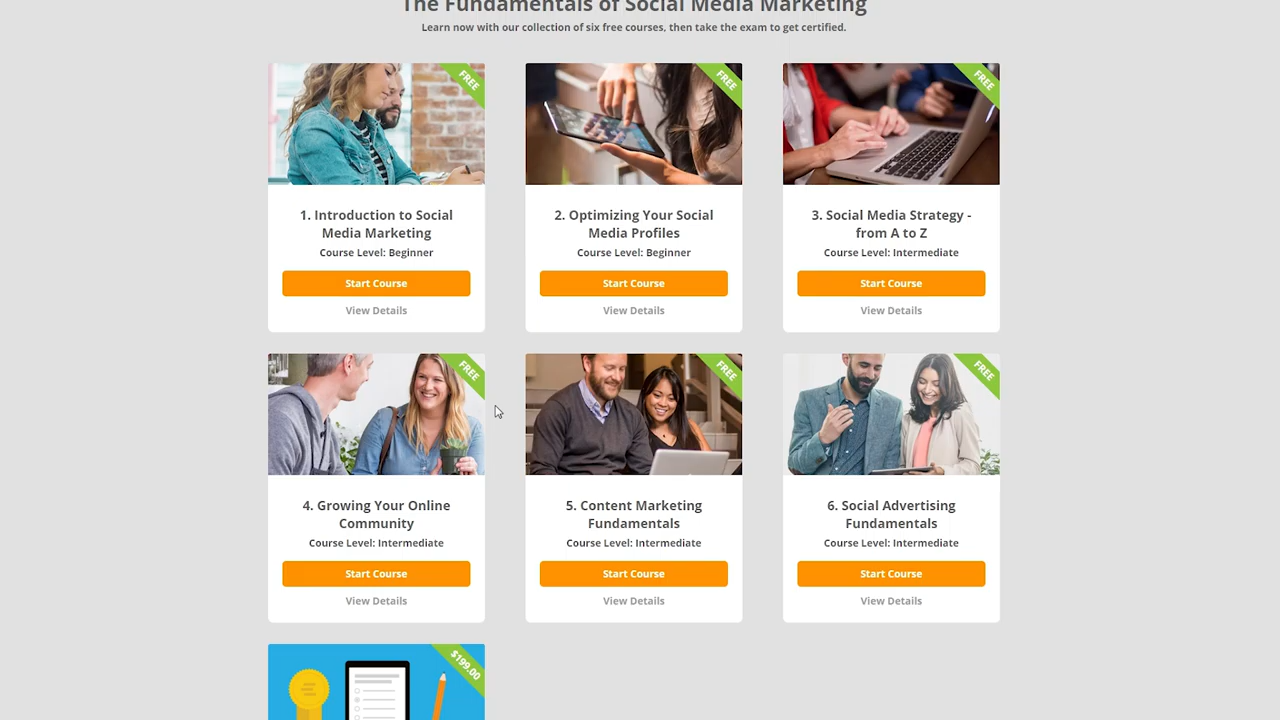 The Fundamentals of Social Media Marketing
Learn now with our collection of six free courses, then take the exam to get certified.
FREE
FREE
FREE
1. Introduction to Social
Media Marketing
Course Level: Beginner
Start Course
View Details
2. Optimizing Your Social
Media Profiles
Course Level: Beginner
Start Course
View Details
3. Social Media Strategy -
from A to Z
Course Level: Intermediate
Start Course
View Details
FREE
FREE
FREE
4. Growing Your Online
Community
Course Level: Intermediate
Start Course
View Details
5. Content Marketing
Fundamentals
Course Level: Intermediate
Start Course
View Details
6. Social Advertising
Fundamentals
Course Level: Intermediate
Start Course
View Details
$199.00